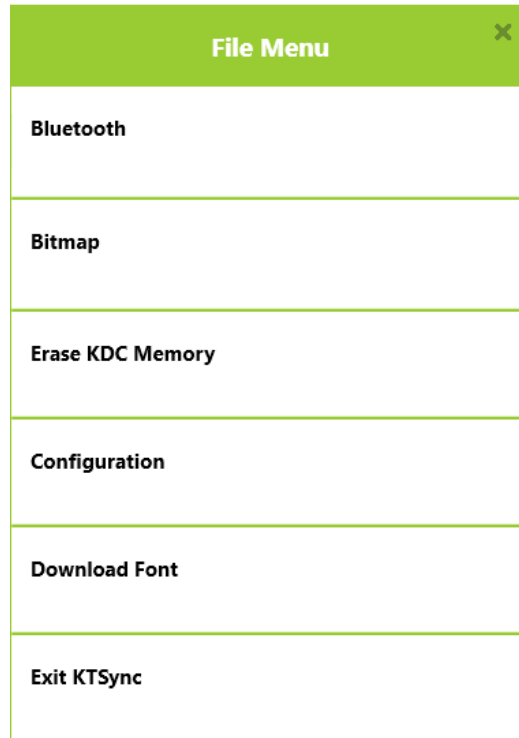 File Menu
Bluetooth
Bitmap
Erase KDC Memory
Configuration
Download Font
Exit KTSync